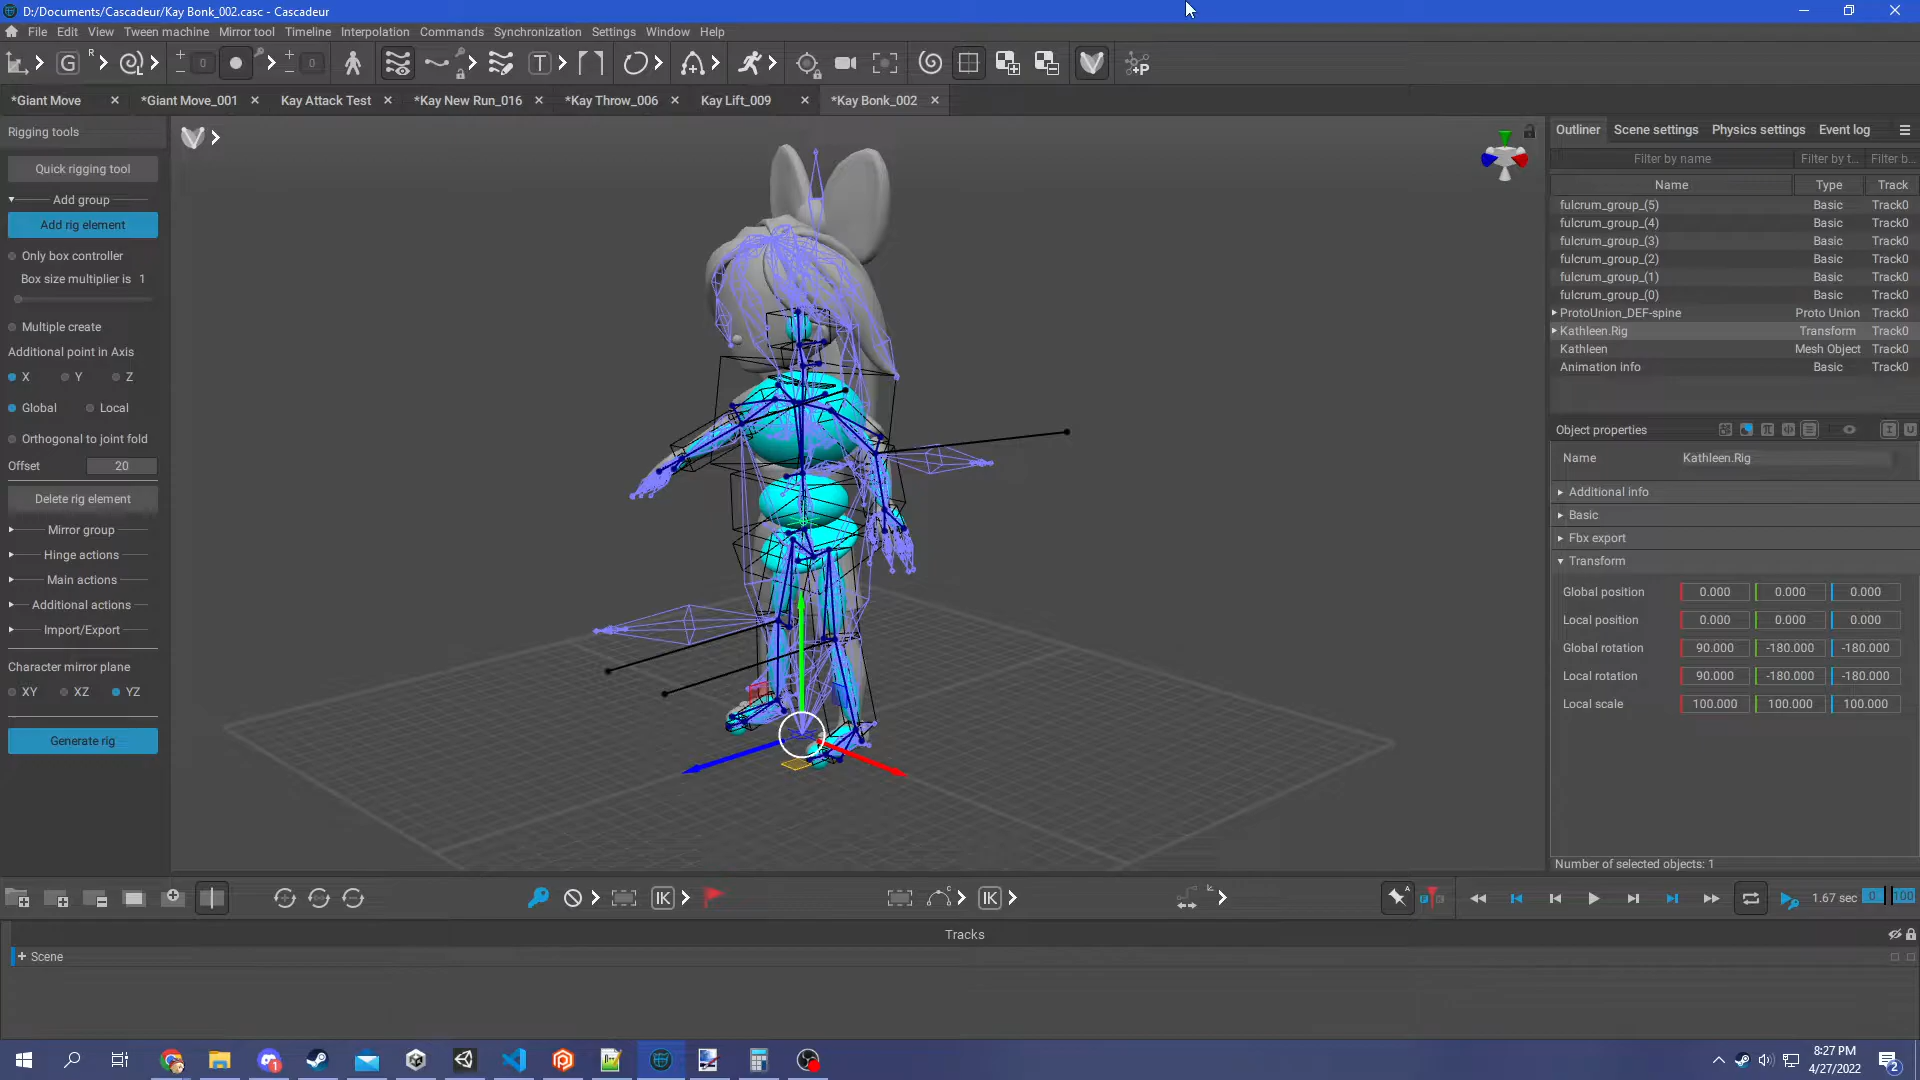 D:/Documents/Cascadeur/Kay Bonk_002.casc - Cascadeur
File Edit View Tween machine Mirror tool Timeline Interpolation Commands Synchronization Settings Window Help
G R 0 0 T +P
*Giant Move *Giant Move_001 Kay Attack Test *Kay New Run_016 *Kay Throw_006 Kay Lift_009 *Kay Bonk_002
Rigging tools
Quick rigging tool
Add group
Add rig element
Only box controller
Box size multiplier is 1
Multiple create
Additional point in Axis
X Y Z
Global Local
Orthogonal to joint fold
Offset 20
Delete rig element
Mirror group
Hinge actions
Main actions
Additional actions
Import/Export
Character mirror plane
XY XZ YZ
Generate rig
Outliner Scene settings Physics settings Event log
Filter by name Filter by t... Filter b...
Name Type Track
fulcrum_group_(5) Basic Track0
fulcrum_group_(4) Basic Track0
fulcrum_group_(3) Basic Track0
fulcrum_group_(2) Basic Track0
fulcrum_group_(1) Basic Track0
fulcrum_group_(0) Basic Track0
ProtoUnion_DEF-spine Proto Union Track0
Kathleen.Rig Transform Track0
Kathleen Mesh Object Track0
Animation info Basic Track0
Object properties
Name Kathleen.Rig
Additional info
Basic
Fbx export
Transform
Global position 0.000 0.000 0.000
Local position 0.000 0.000 0.000
Global rotation 90.000 -180.000 -180.000
Local rotation 90.000 -180.000 -180.000
Local scale 100.000 100.000 100.000
Number of selected objects: 1
IK IK 1.67 sec 0 100
Tracks
+ Scene
8:27 PM
4/27/2022